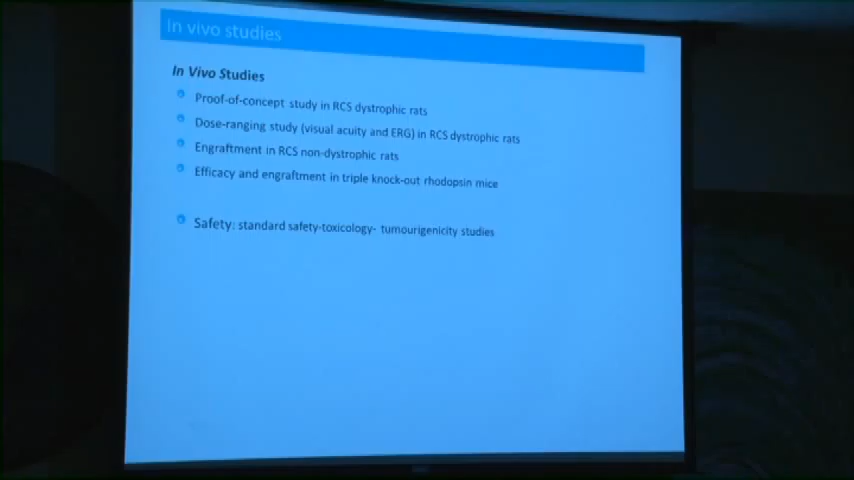 In vivo studies
In Vivo Studies
Proof-of-concept study in RCS dystrophic rats
Dose-ranging study (visual acuity and ERG) in RCS dystrophic rats
Engraftment in RCS non-dystrophic rats
Efficacy and engraftment in triple knock-out rhodopsin mice
Safety: standard safety-toxicology- tumourigenicity studies